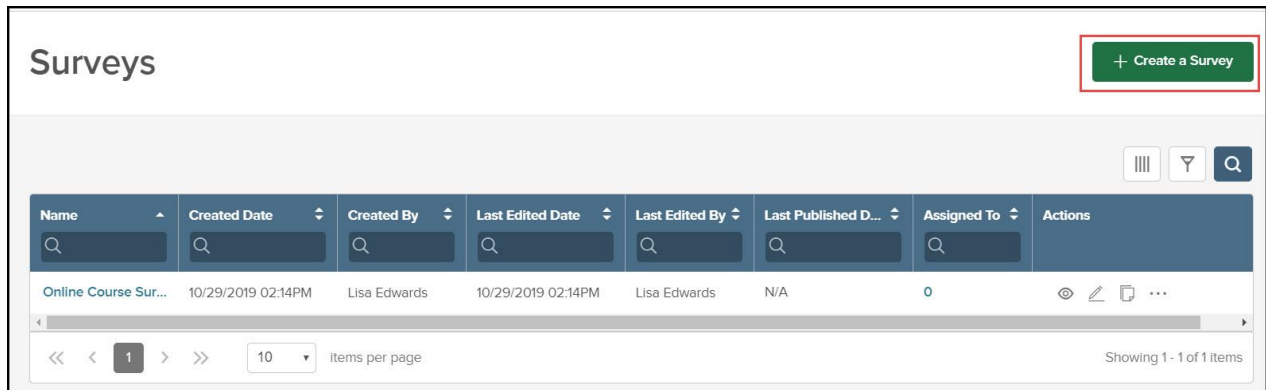 Surveys
+ Create a Survey
Name Created Date Created By Last Edited Date Last Edited By Last Published D... Assigned To Actions
Online Course Sur... 10/29/2019 02:14PM Lisa Edwards 10/29/2019 02:14PM Lisa Edwards N/A 0
1 10 items per page Showing 1 - 1 of 1 items